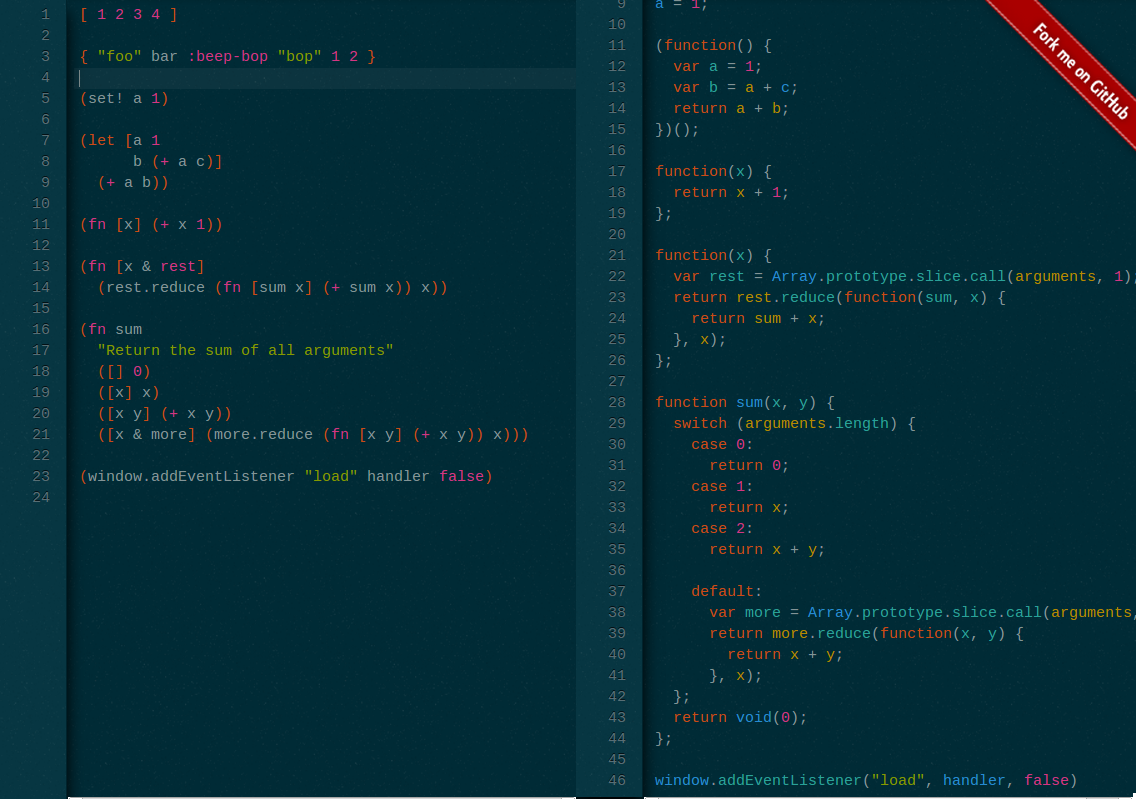 1 [ 1 2 3 4 ]
2
3 { "foo" bar :beep-bop "bop" 1 2 }
4
5 (set! a 1)
6
7 (let [a 1
8       b (+ a c)]
9   (+ a b))
10
11 (fn [x] (+ x 1))
12
13 (fn [x & rest]
14   (rest.reduce (fn [sum x] (+ sum x)) x))
15
16 (fn sum
17   "Return the sum of all arguments"
18   ([] 0)
19   ([x] x)
20   ([x y] (+ x y))
21   ([x & more] (more.reduce (fn [x y] (+ x y)) x)))
22
23 (window.addEventListener "load" handler false)
24
9 a = 1;
10
11 (function() {
12   var a = 1;
13   var b = a + c;
14   return a + b;
15 })();
16
17 function(x) {
18   return x + 1;
19 };
20
21 function(x) {
22   var rest = Array.prototype.slice.call(arguments, 1);
23   return rest.reduce(function(sum, x) {
24     return sum + x;
25   }, x);
26 };
27
28 function sum(x, y) {
29   switch (arguments.length) {
30     case 0:
31       return 0;
32     case 1:
33       return x;
34     case 2:
35       return x + y;
36
37     default:
38       var more = Array.prototype.slice.call(arguments,
39       return more.reduce(function(x, y) {
40         return x + y;
41       }, x);
42   };
43   return void(0);
44 };
45
46 window.addEventListener("load", handler, false)
Fork me on GitHub